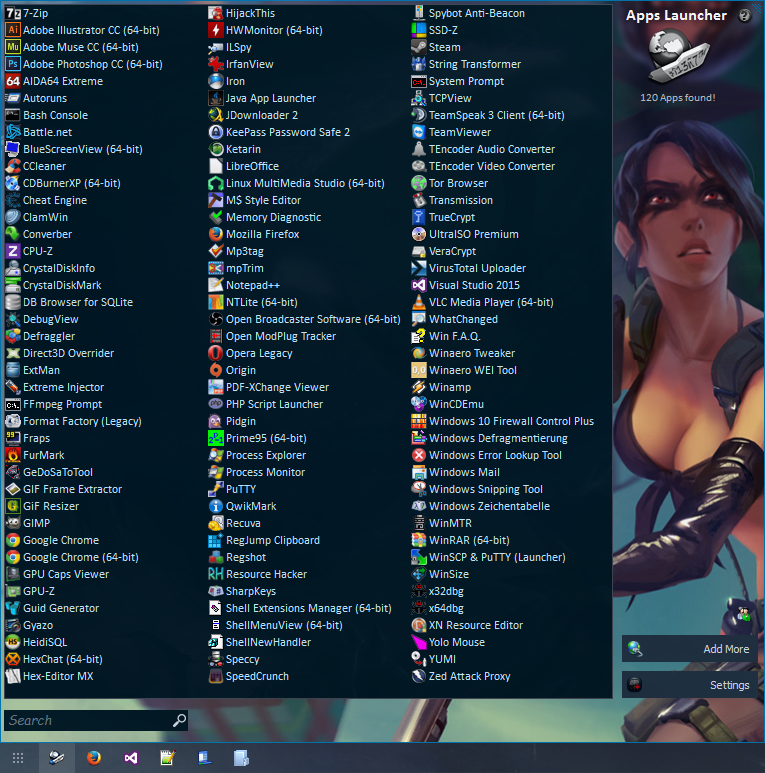 7-Zip
Adobe Illustrator CC (64-bit)
Adobe Muse CC (64-bit)
Adobe Photoshop CC (64-bit)
AIDA64 Extreme
Autoruns
Bash Console
Battle.net
BlueScreenView (64-bit)
CCleaner
CDBurnerXP (64-bit)
Cheat Engine
ClamWin
Converber
CPU-Z
CrystalDiskInfo
CrystalDiskMark
DB Browser for SQLite
DebugView
Defraggler
Direct3D Overrider
ExtMan
Extreme Injector
FFmpeg Prompt
Format Factory (Legacy)
Fraps
FurMark
GeDoSaToTool
GIF Frame Extractor
GiF Resizer
GIMP
Google Chrome
Google Chrome (64-bit)
GPU Caps Viewer
GPU-Z
Guid Generator
Gyazo
HeidiSQL
HexChat (64-bit)
Hex-Editor MX
HijackThis
HWMonitor (64-bit)
ILSpy
IrfanView
Iron
Java App Launcher
JDownloader 2
KeePass Password Safe 2
Ketarin
LibreOffice
Linux MultiMedia Studio (64-bit)
MS Style Editor
Memory Diagnostic
Mozilla Firefox
Mp3tag
mpTrim
Notepad++
NTLite (64-bit)
Open Broadcaster Software (64-bit)
Open ModPlug Tracker
Opera Legacy
Origin
PDF-XChange Viewer
PHP Script Launcher
Pidgin
Prime95 (64-bit)
Process Explorer
Process Monitor
PuTTY
QwikMark
Recuva
RegJump Clipboard
Regshot
Resource Hacker
SharpKeys
Shell Extensions Manager (64-bit)
ShellMenuView (64-bit)
ShellNewHandler
Speccy
SpeedCrunch
Spybot Anti-Beacon
SSD-Z
Steam
String Transformer
System Prompt
TCPView
TeamSpeak 3 Client (64-bit)
TeamViewer
TEncoder Audio Converter
TEncoder Video Converter
Tor Browser
Transmission
TrueCrypt
UltraISO Premium
VeraCrypt
VirusTotal Uploader
Visual Studio 2015
VLC Media Player (64-bit)
WhatChanged
Win F.A.Q.
Winaero Tweaker
Winaero WEI Tool
Winamp
WinCDEmu
Windows 10 Firewall Control Plus
Windows Defragmentierung
Windows Error Lookup Tool
Windows Mail
Windows Snipping Tool
Windows Zeichentabelle
WinMTR
WinRAR (64-bit)
WinSCP & PuTTY (Launcher)
WinSize
x32dbg
x64dbg
XN Resource Editor
Yolo Mouse
YUMI
Zed Attack Proxy
Apps Launcher
120 Apps found!
Add More
Settings
Search